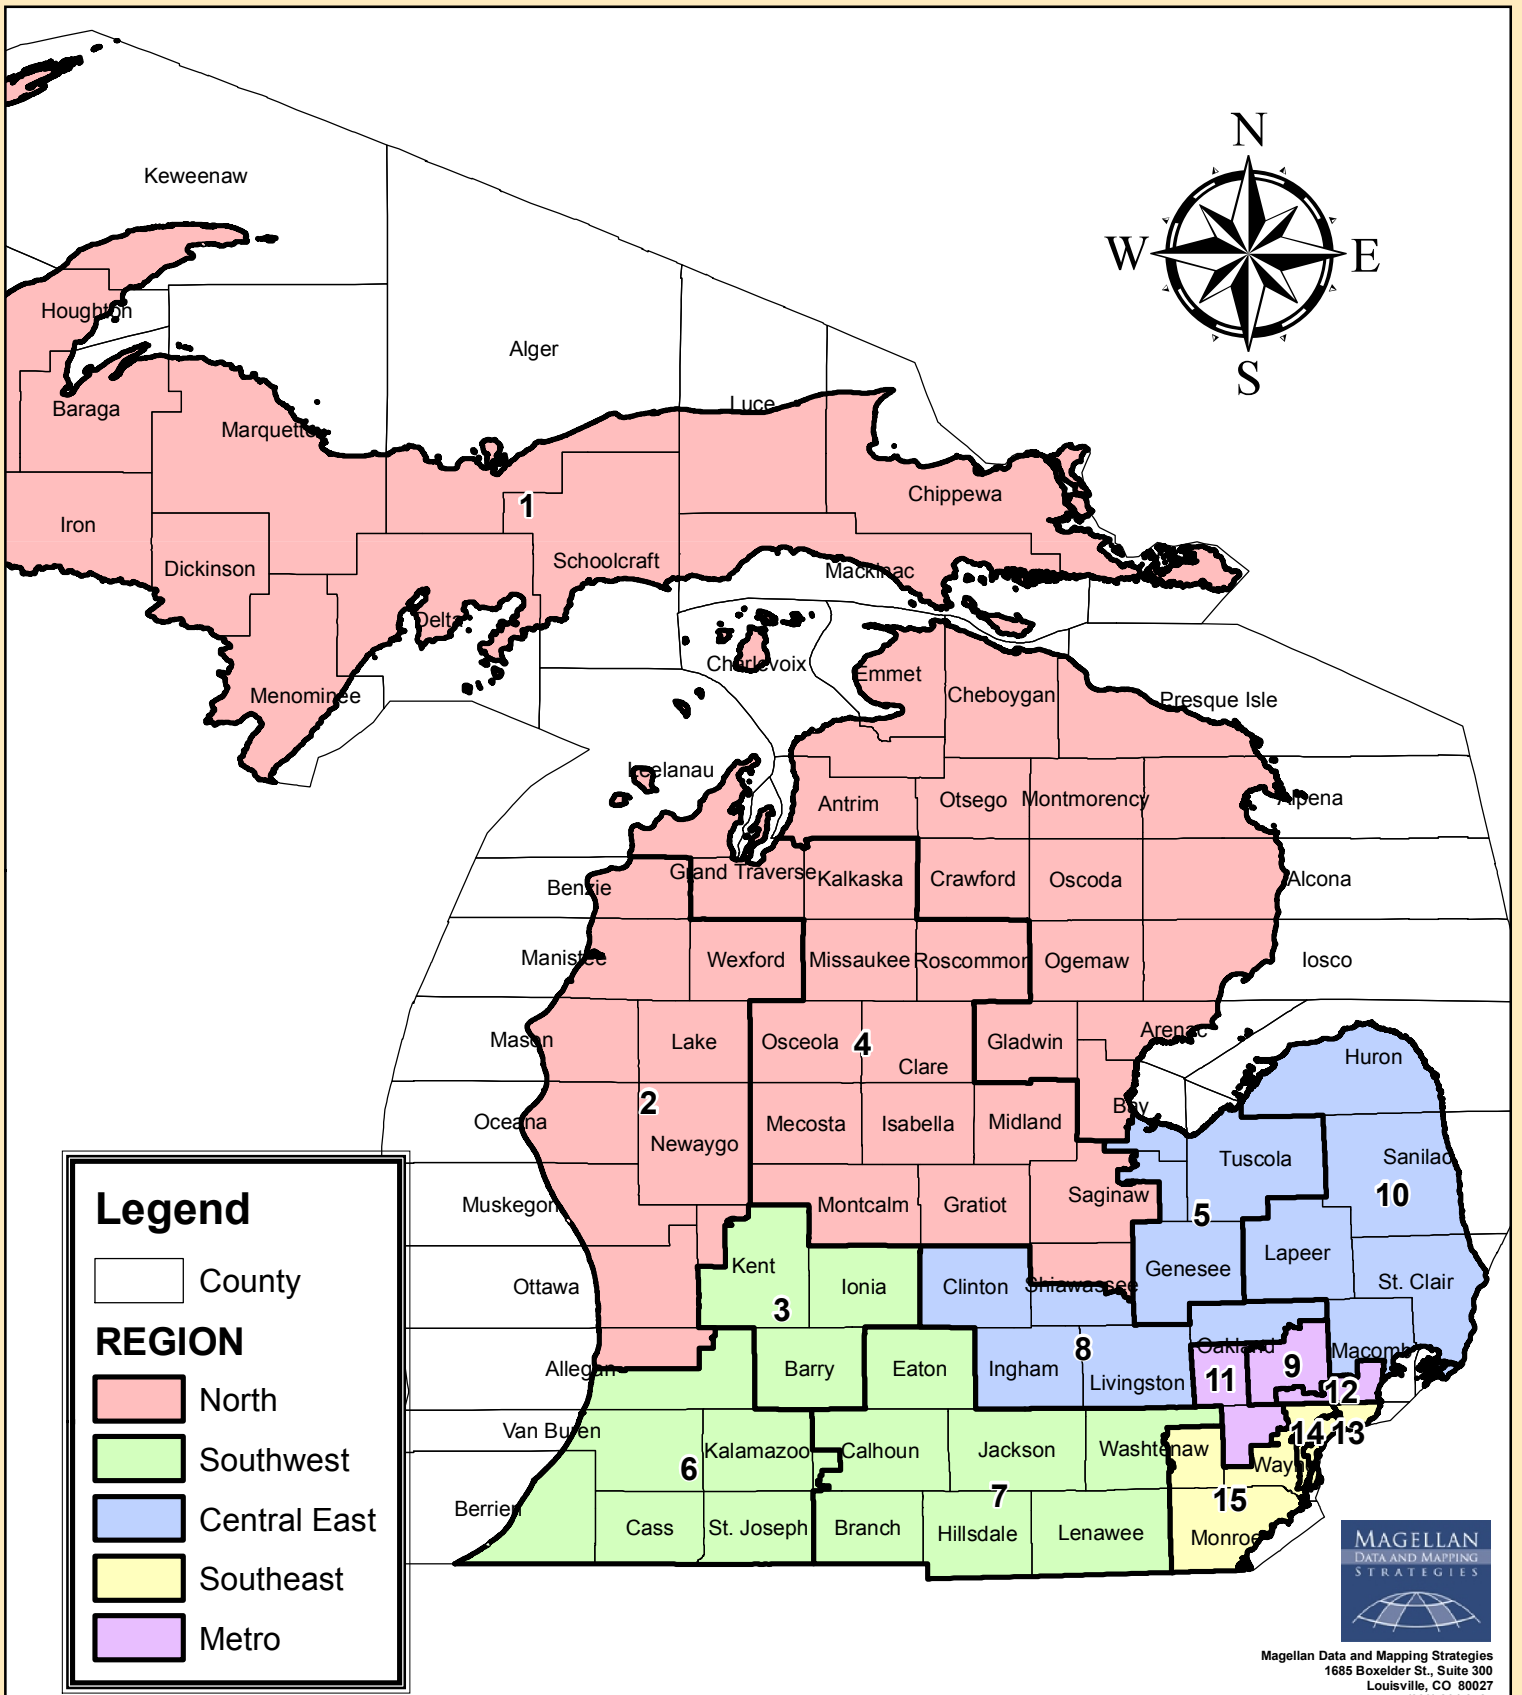 N
W
E
S
Keweenaw
Houghton
Alger
Luce
Baraga
Marquette
Chippewa
1
Iron
Dickinson
Schoolcraft
Mackinac
Delta
Charlevoix
Emmet
Cheboygan
Menominee
Presque Isle
Leelanau
Antrim
Otsego
Montmorency
Alpena
Benzie
Grand Traverse
Kalkaska
Crawford
Oscoda
Alcona
Manistee
Wexford
Missaukee
Roscommon
Ogemaw
Iosco
Mason
Lake
Osceola
4
Clare
Gladwin
Arenac
Huron
Oceana
2
Newaygo
Mecosta
Isabella
Midland
Bay
Tuscola
Sanilac
10
Muskegon
Montcalm
Gratiot
Saginaw
5
Ottawa
Kent
3
Ionia
Clinton
Shiawassee
Genesee
Lapeer
St. Clair
Allegan
Barry
Eaton
Ingham
8
Livingston
Oakland
11
9
Macomb
12
Van Buren
6
Kalamazoo
Calhoun
Jackson
Washtenaw
Wayne
14
13
Berrien
Cass
St. Joseph
Branch
7
Hillsdale
Lenawee
15
Monroe
Legend
County
REGION
North
Southwest
Central East
Southeast
Metro
MAGELLAN
DATA AND MAPPING
STRATEGIES
Magellan Data and Mapping Strategies
1685 Boxelder St., Suite 300
Louisville, CO 80027